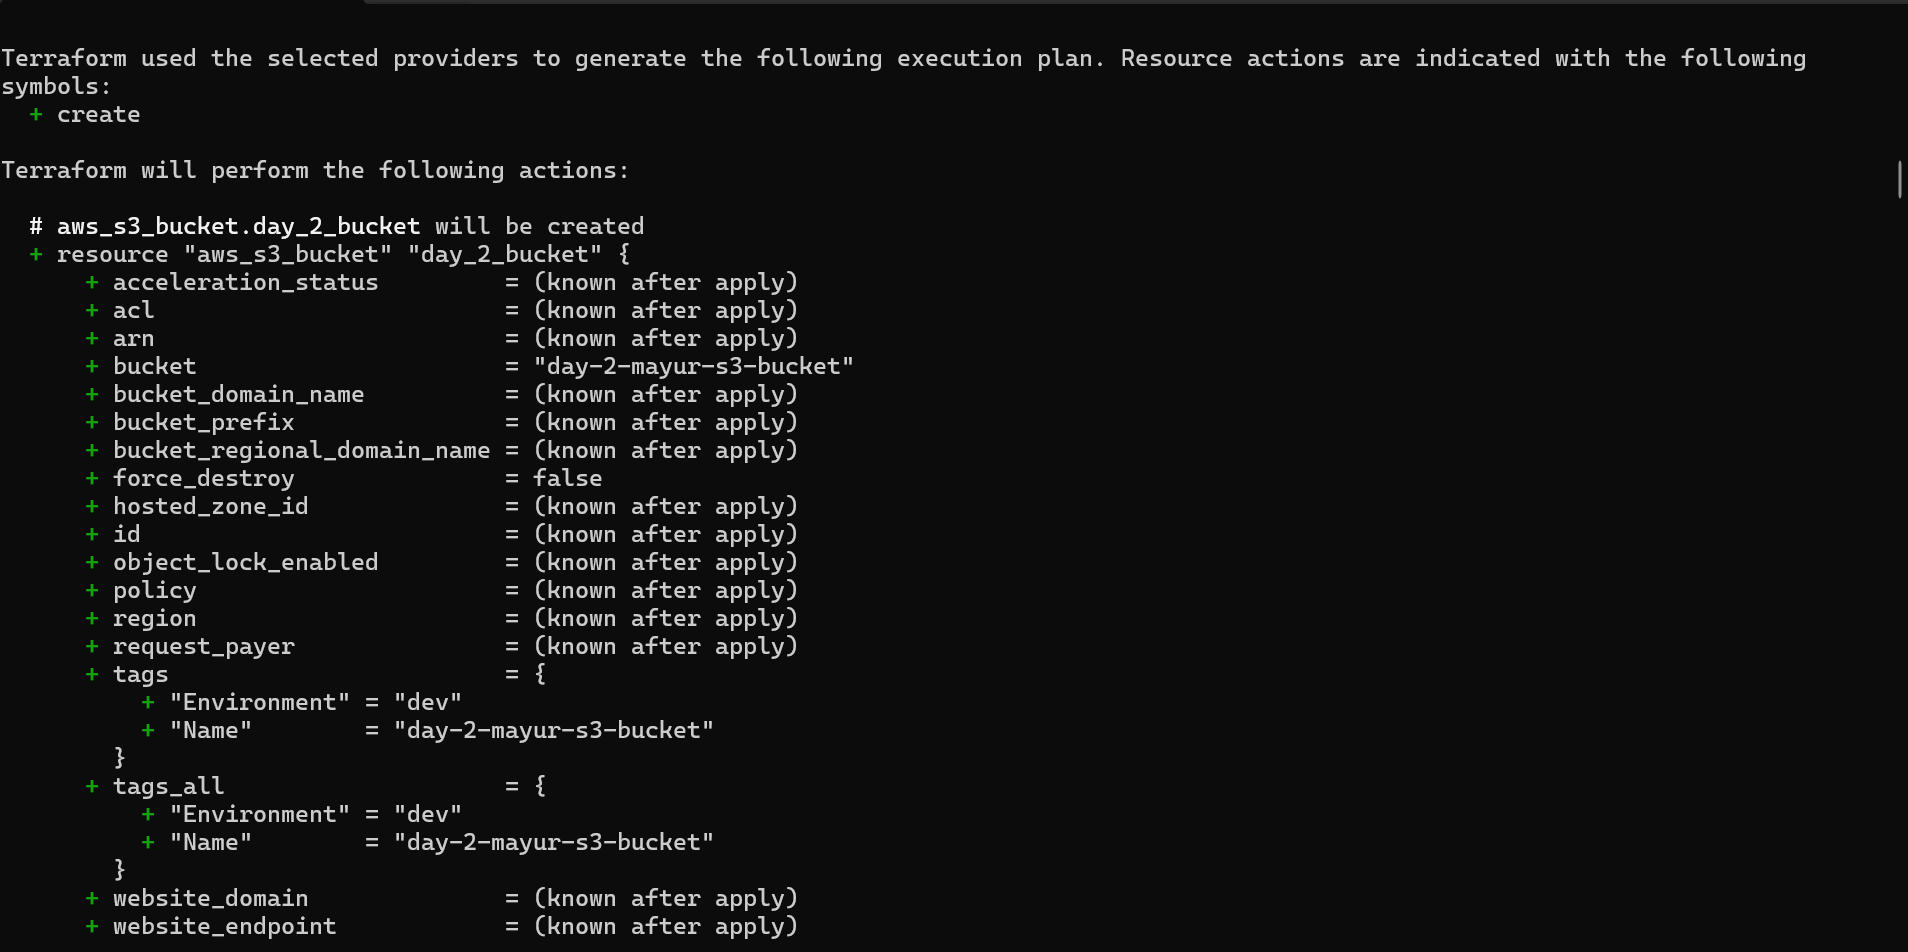 Terraform used the selected providers to generate the following execution plan. Resource actions are indicated with the following
symbols:
  + create
Terraform will perform the following actions:
  # aws_s3_bucket.day_2_bucket will be created
  + resource "aws_s3_bucket" "day_2_bucket" {
      + acceleration_status         = (known after apply)
      + acl                         = (known after apply)
      + arn                         = (known after apply)
      + bucket                      = "day-2-mayur-s3-bucket"
      + bucket_domain_name          = (known after apply)
      + bucket_prefix               = (known after apply)
      + bucket_regional_domain_name = (known after apply)
      + force_destroy               = false
      + hosted_zone_id              = (known after apply)
      + id                          = (known after apply)
      + object_lock_enabled         = (known after apply)
      + policy                      = (known after apply)
      + region                      = (known after apply)
      + request_payer               = (known after apply)
      + tags                        = {
          + "Environment" = "dev"
          + "Name"        = "day-2-mayur-s3-bucket"
        }
      + tags_all                    = {
          + "Environment" = "dev"
          + "Name"        = "day-2-mayur-s3-bucket"
        }
      + website_domain              = (known after apply)
      + website_endpoint            = (known after apply)